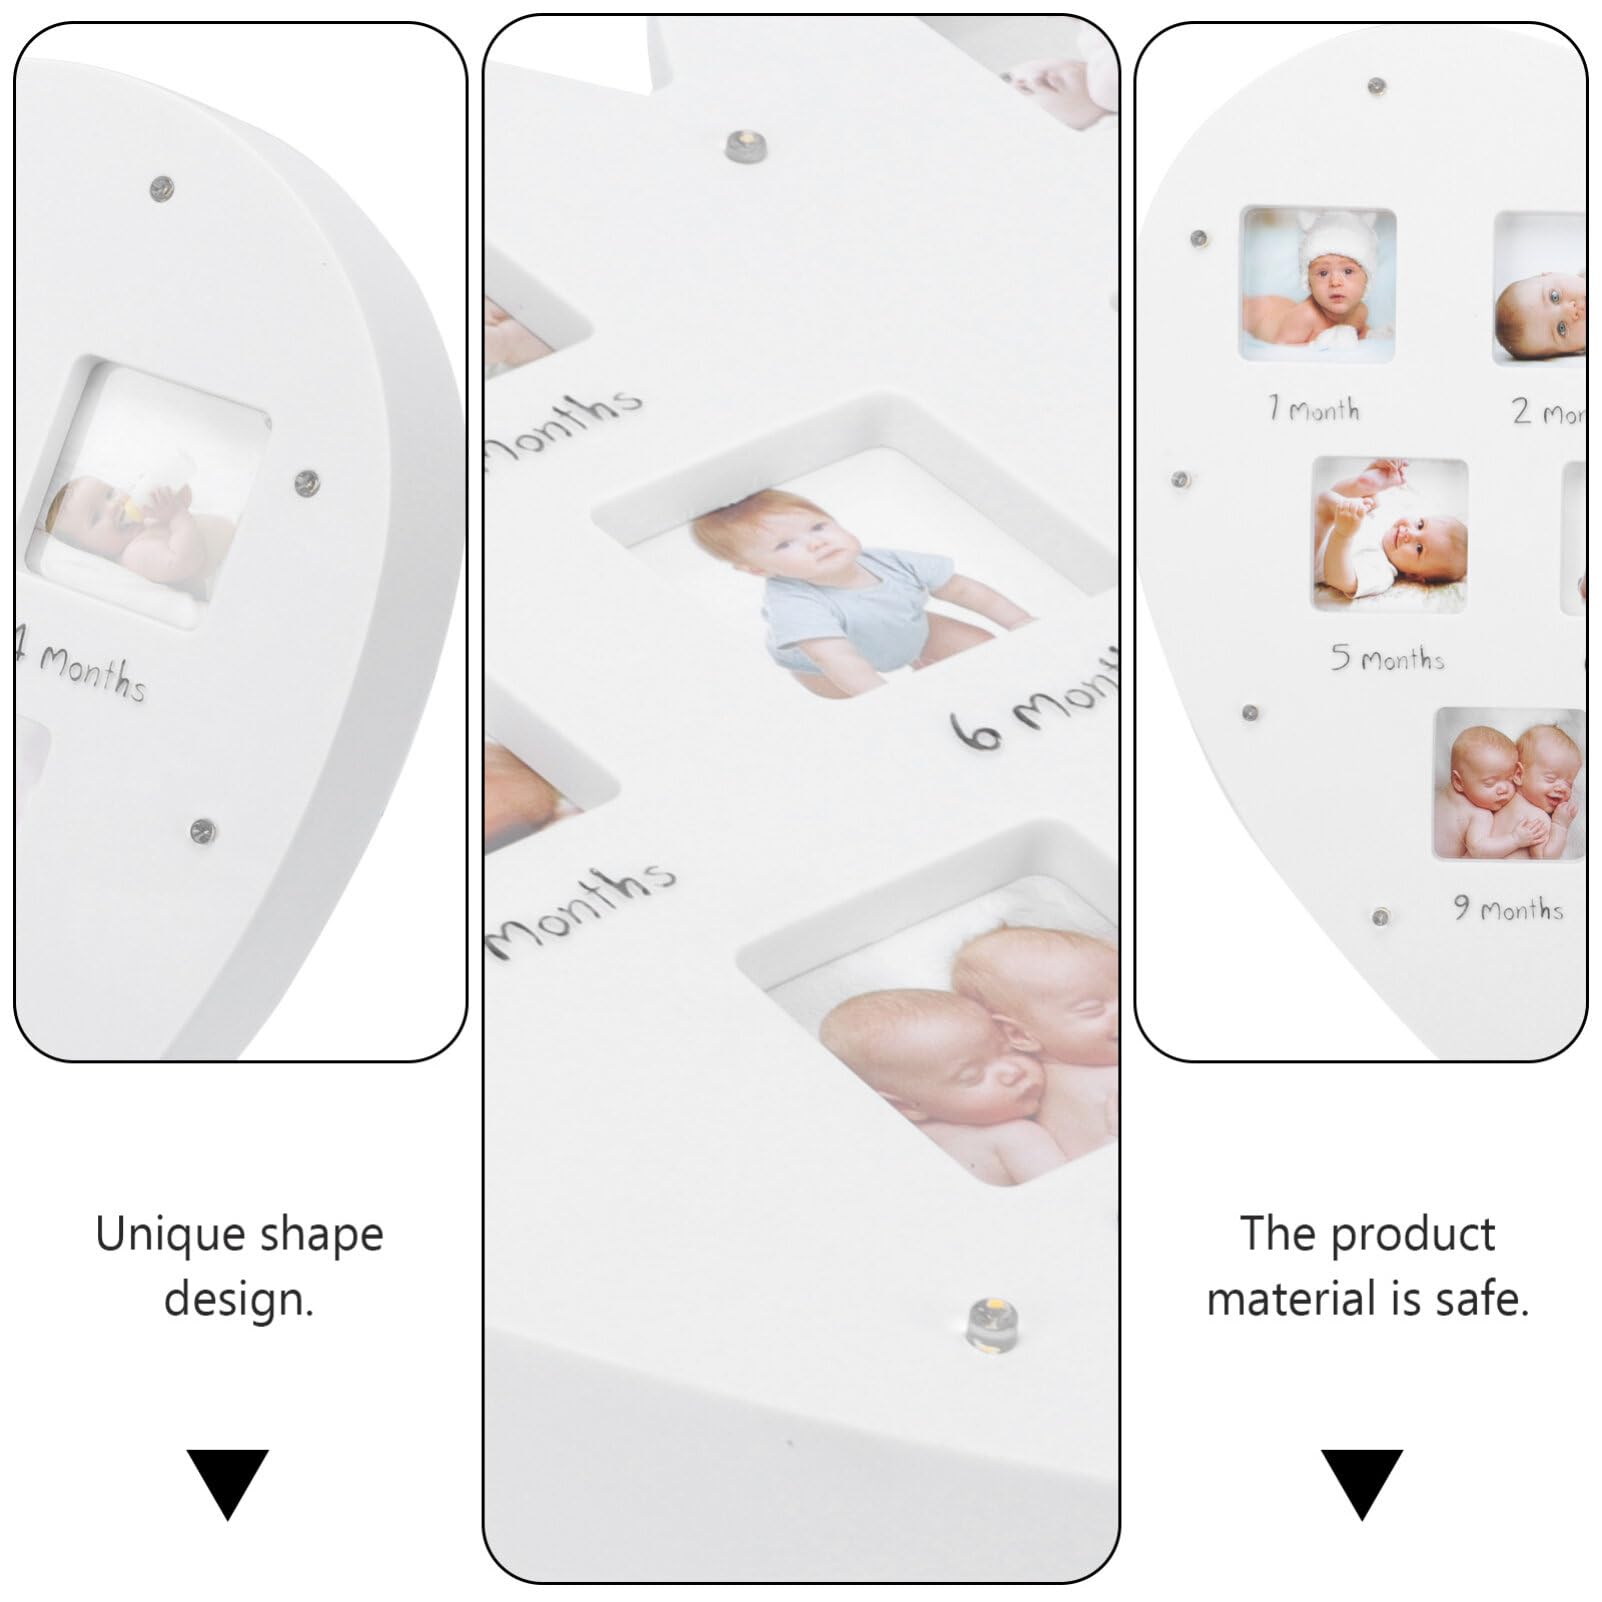 4 Months
Months
6 Mont
Months
1 Month
2 Mon
5 Months
9 Months
Unique shape
design.
The product
material is safe.